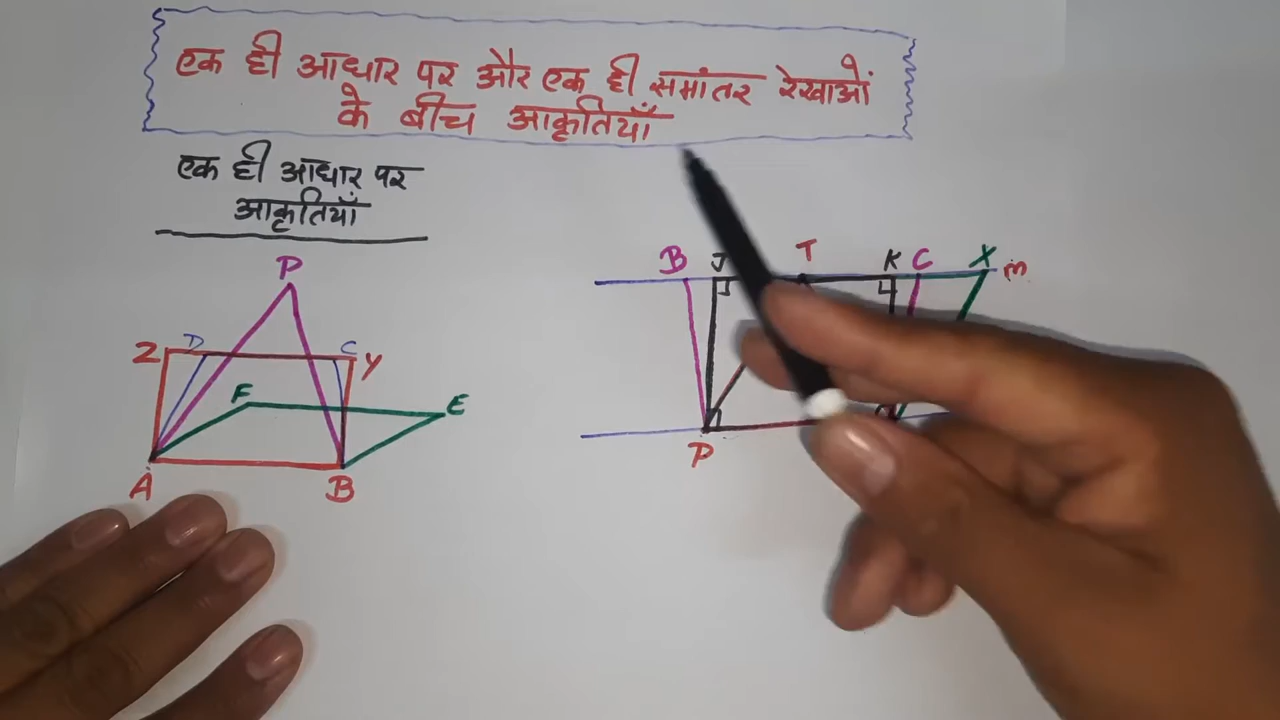 एक ही आधार पर और एक ही समांतर रेखाओं
के बीच आकृतियाँ
एक ही आधार पर
आकृतियाँ
P
Z D C Y
F E
A B
B J T K C X m
P